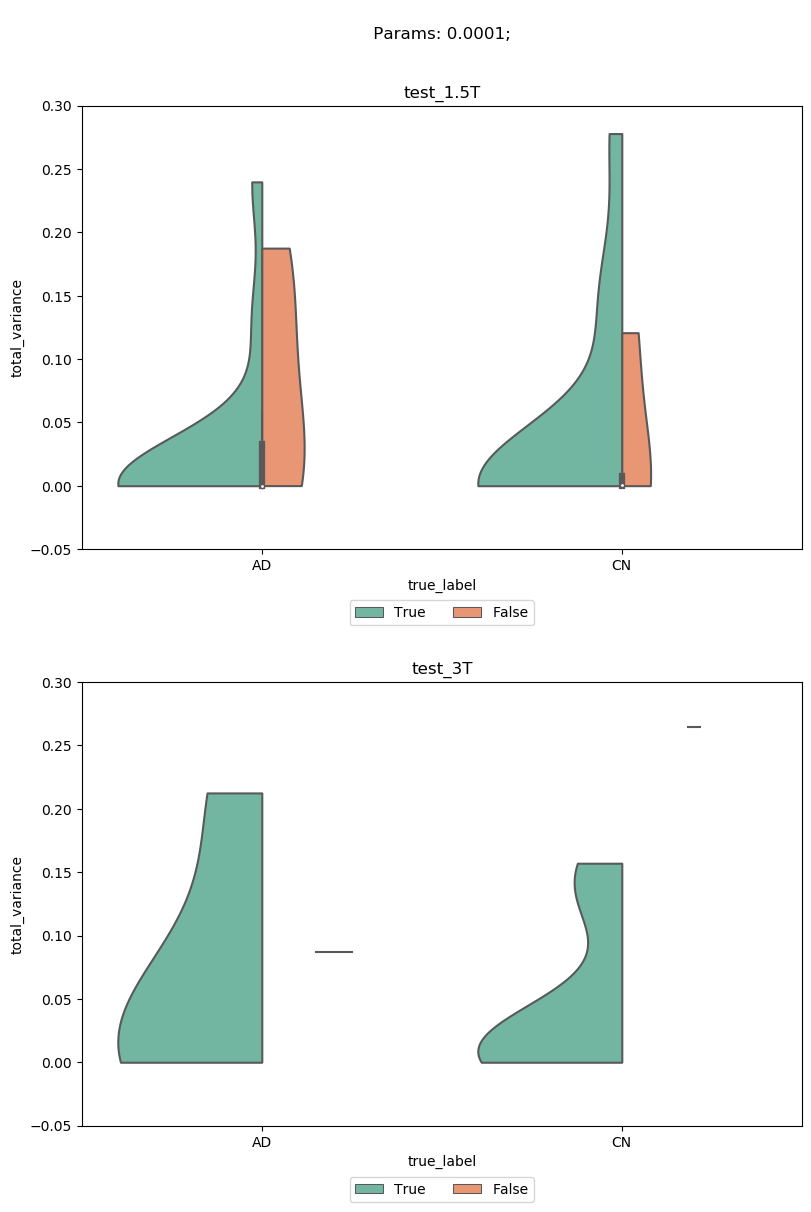 Params: 0.0001;
test_1.5T
0.30
0.25
0.20
0.15
0.10
0.05
0.00
−0.05
total_variance
AD
CN
true_label
True
False
test_3T
0.30
0.25
0.20
0.15
0.10
0.05
0.00
−0.05
total_variance
AD
CN
true_label
True
False